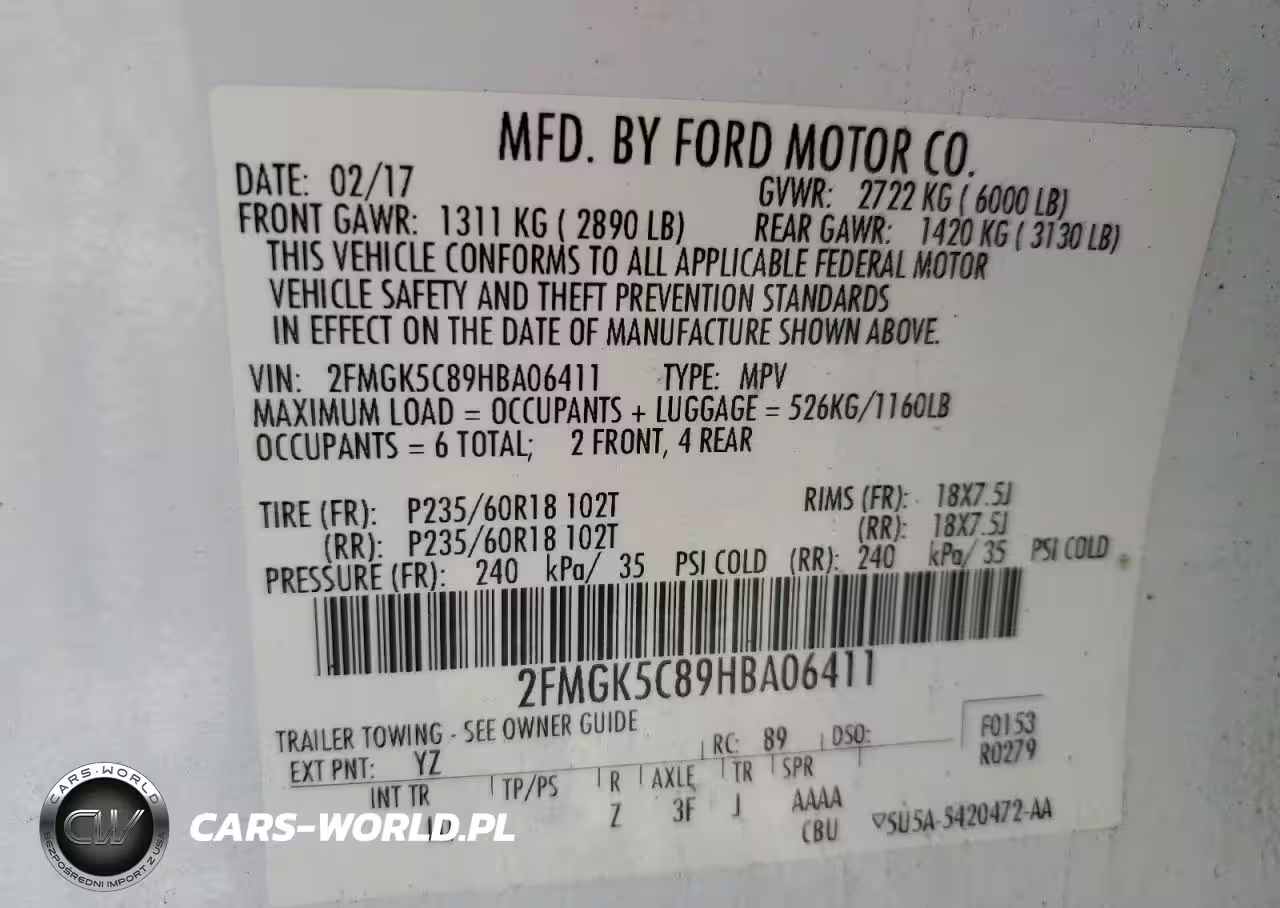 MFD. BY FORD MOTOR CO.
DATE: 02/17 GVWR: 2722 KG ( 6000 LB)
FRONT GAWR: 1311 KG ( 2890 LB) REAR GAWR: 1420 KG ( 3130 LB)
THIS VEHICLE CONFORMS TO ALL APPLICABLE FEDERAL MOTOR
VEHICLE SAFETY AND THEFT PREVENTION STANDARDS
IN EFFECT ON THE DATE OF MANUFACTURE SHOWN ABOVE.
VIN: 2FMGK5C89HBA06411 TYPE: MPV
MAXIMUM LOAD = OCCUPANTS + LUGGAGE = 526KG/1160LB
OCCUPANTS = 6 TOTAL; 2 FRONT, 4 REAR
TIRE (FR): P235/60R18 102T RIMS (FR): 18X7.5J
(RR): P235/60R18 102T (RR): 18X7.5J
PRESSURE (FR): 240 kPa/ 35 PSI COLD (RR): 240 kPa/ 35 PSI COLD
2FMGK5C89HBA06411
TRAILER TOWING - SEE OWNER GUIDE
EXT PNT: YZ RC: 89 DSO: F0153
R0279
INT TR TP/PS R AXLE TR SPR
Z 3F J AAAA
CBU ▽5U5A-5420472-AA
CARS-WORLD
CW
BEZPOŚREDNI IMPORT Z USA
CARS-WORLD.PL